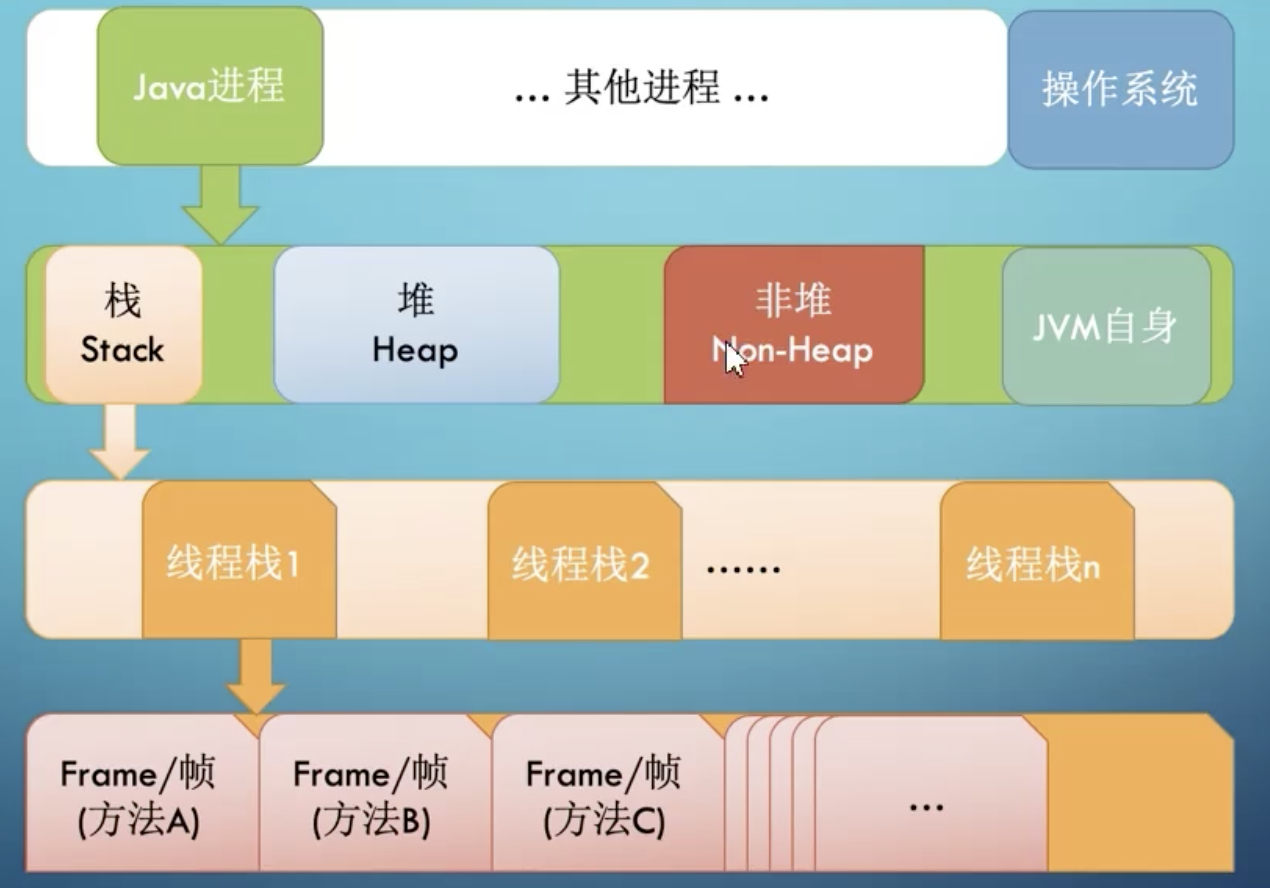 Java进程
... 其他进程 ...
操作系统
栈
Stack
堆
Heap
非堆
Non-Heap
JVM自身
线程栈1
线程栈2
......
线程栈n
Frame/帧
(方法A)
Frame/帧
(方法B)
Frame/帧
(方法C)
...